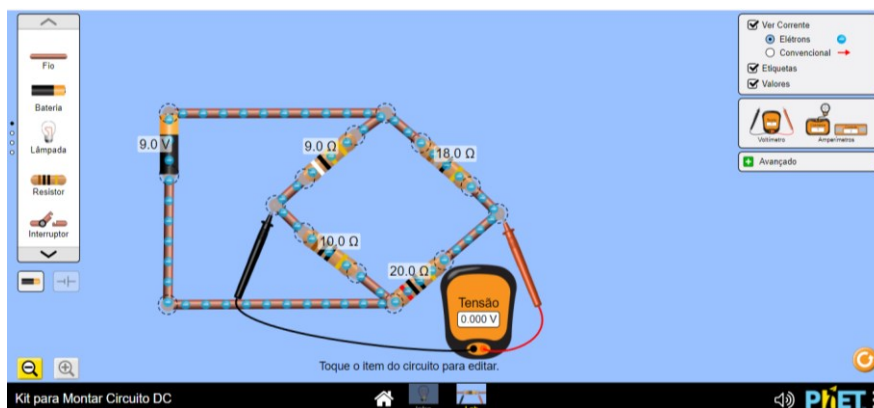 Fio
Bateria
Lâmpada
Resistor
Interruptor
9.0 V
9.0 Ω
18.0 Ω
10.0 Ω
20.0 Ω
Tensão
0.000 V
Toque o item do circuito para editar.
Ver Corrente
Elétrons
Convencional
Etiquetas
Valores
Voltímetro
Amperímetros
Avançado
Kit para Montar Circuito DC
PhET